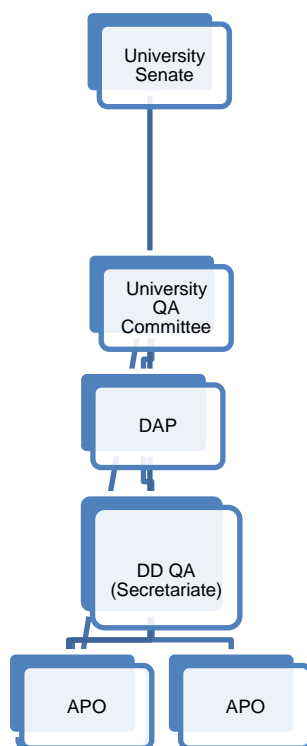 University
Senate
University
QA
Committee
DAP
DD QA
(Secretariate)
APO
APO